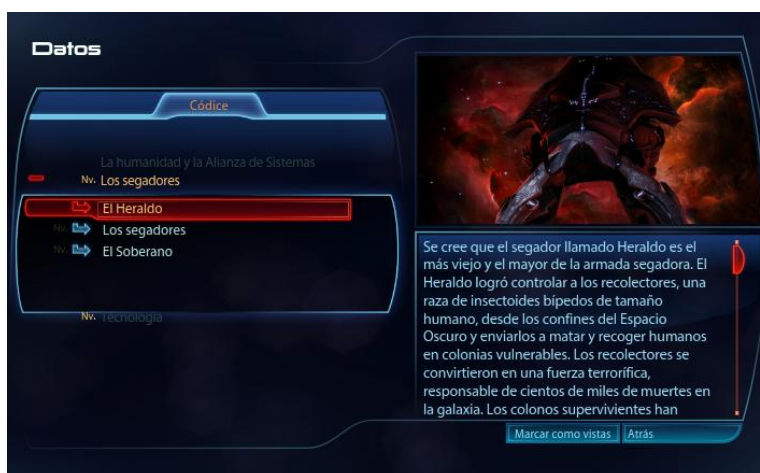 Datos
Códice
La humanidad y la Alianza de Sistemas
Nv. Los segadores
El Heraldo
Nv. Los segadores
Nv. El Soberano
Nv. Tecnología
Se cree que el segador llamado Heraldo es el
más viejo y el mayor de la armada segadora. El
Heraldo logró controlar a los recolectores, una
raza de insectoides bípedos de tamaño
humano, desde los confines del Espacio
Oscuro y enviarlos a matar y recoger humanos
en colonias vulnerables. Los recolectores se
convirtieron en una fuerza terrorífica,
responsable de cientos de miles de muertes en
la galaxia. Los colonos supervivientes han
Marcar como vistas
Atrás